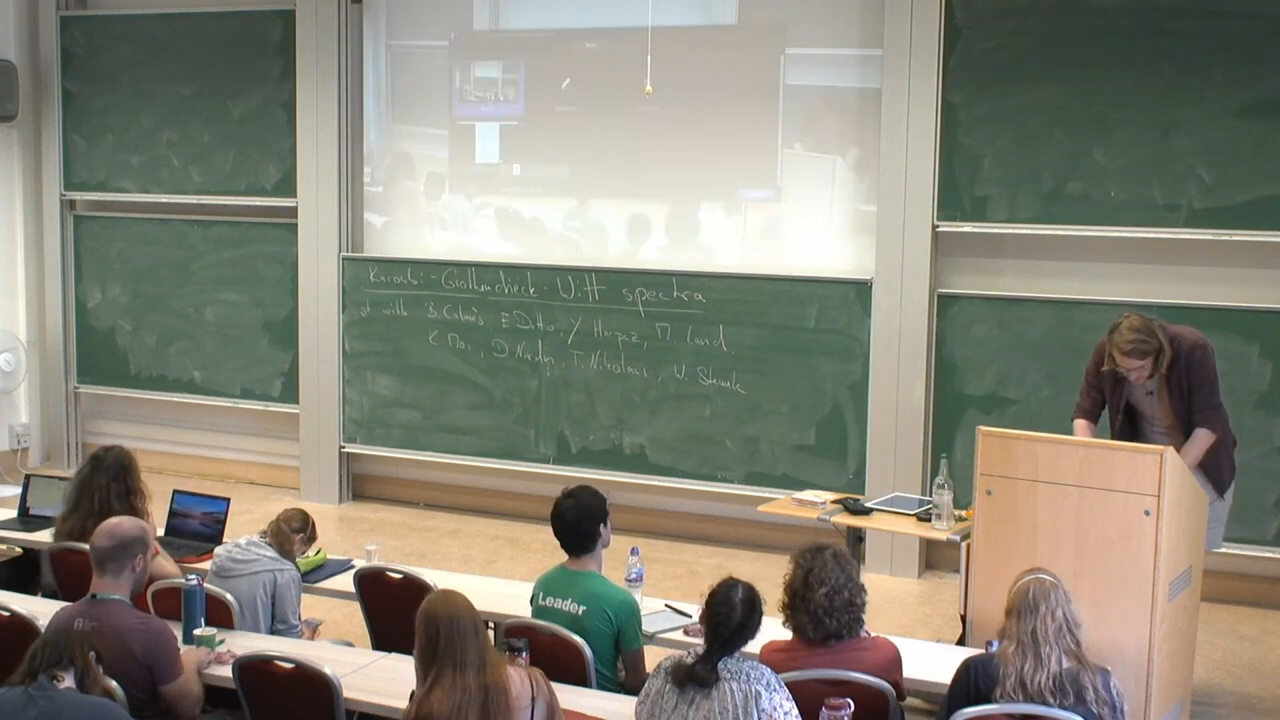 Karoubi-Grothendieck-Witt spectra
jt with B. Calmès, E Dotto, Y Harpaz, M. Land,
K Moi, D. Nardin, T. Nikolaus, W. Steimle
Leader